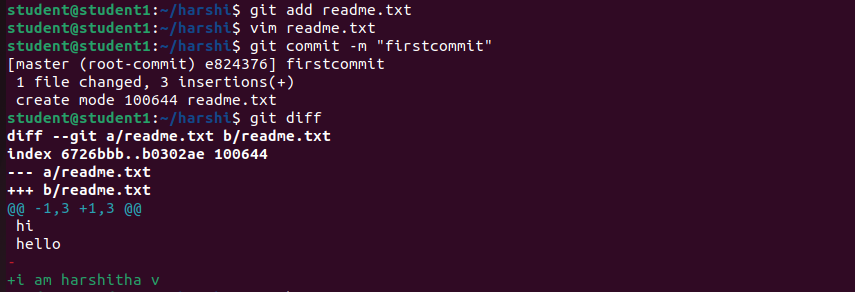 student@student1:~/harshi$ git add readme.txt
student@student1:~/harshi$ vim readme.txt
student@student1:~/harshi$ git commit -m "firstcommit"
[master (root-commit) e824376] firstcommit
 1 file changed, 3 insertions(+)
 create mode 100644 readme.txt
student@student1:~/harshi$ git diff
diff --git a/readme.txt b/readme.txt
index 6726bbb..b0302ae 100644
--- a/readme.txt
+++ b/readme.txt
@@ -1,3 +1,3 @@
 hi
 hello
-
+i am harshitha v